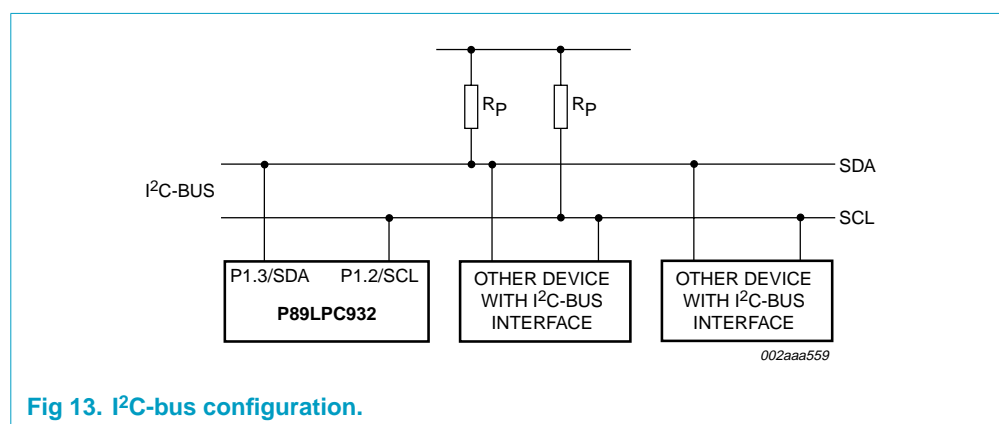 RP RP
SDA
I2C-BUS
SCL
P1.3/SDA P1.2/SCL
P89LPC932
OTHER DEVICE
WITH I2C-BUS
INTERFACE
OTHER DEVICE
WITH I2C-BUS
INTERFACE
002aaa559
Fig 13. I2C-bus configuration.